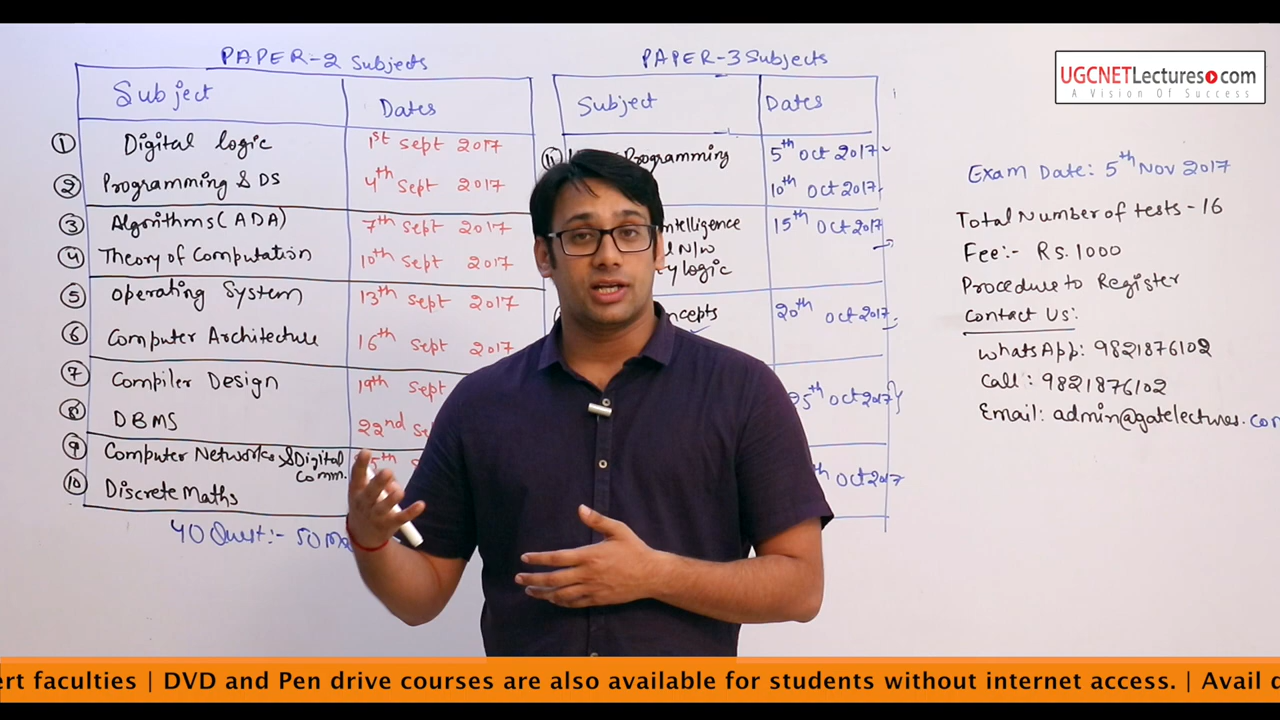 PAPER-2 Subjects
Subject Dates
① Digital logic 1st Sept 2017
② Programming & DS 4th Sept 2017
③ Algorithms (ADA) 7th Sept 2017
④ Theory of Computation 10th Sept 2017
⑤ Operating System 13th Sept 2017
⑥ Computer Architecture 16th Sept 2017
⑦ Compiler Design 19th Sept
⑧ DBMS 22nd
⑨ Computer Networks & Digital Comm.
⑩ Discrete Maths
40 Quest:-
PAPER-3 Subjects
Subject Dates
⑪ Programming 5th Oct 2017
10th Oct 2017
15th Oct 2017
N/W
logic
20th Oct 2017
25th Oct 2017
Oct 2017
UGCNETLectures.com
A Vision Of Success
Exam Date: 5th Nov 2017
Total Number of tests - 16
Fee:- Rs. 1000
Procedure to Register
Contact Us:
WhatsApp: 9821876102
Call: 9821876102
Email: admin@gatelectures.com
faculties | DVD and Pen drive courses are also available for students without internet access. | Avail